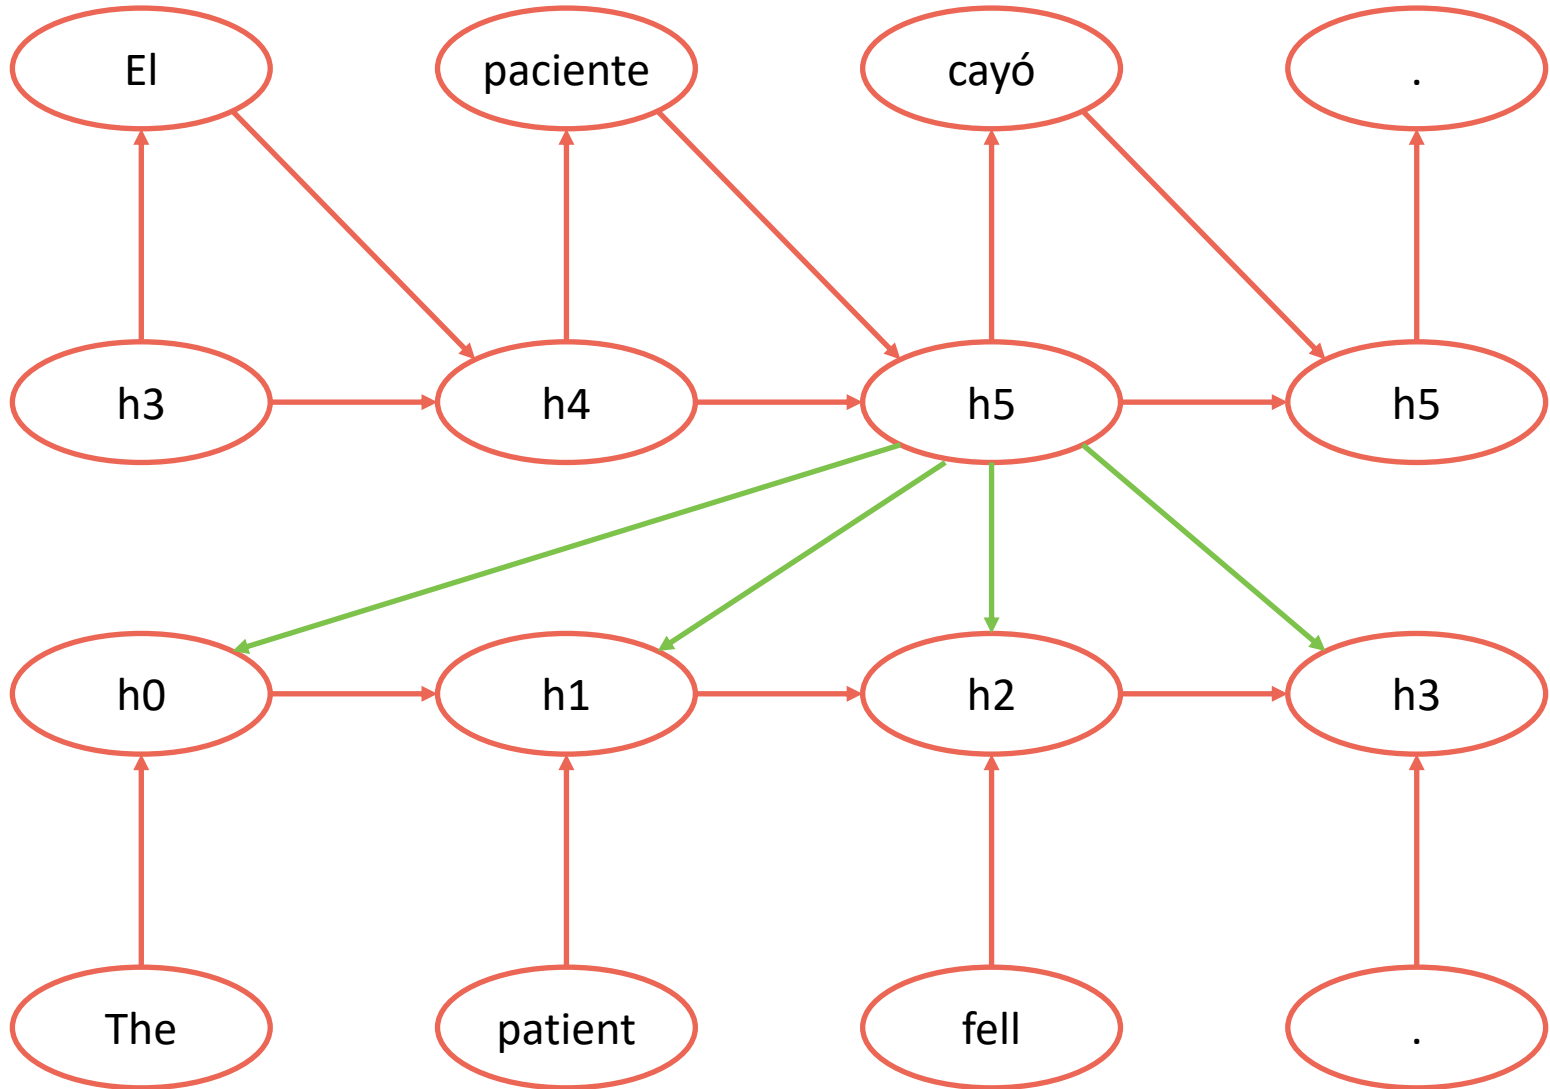 El paciente cayó .
h3 h4 h5 h5
h0 h1 h2 h3
The patient fell .